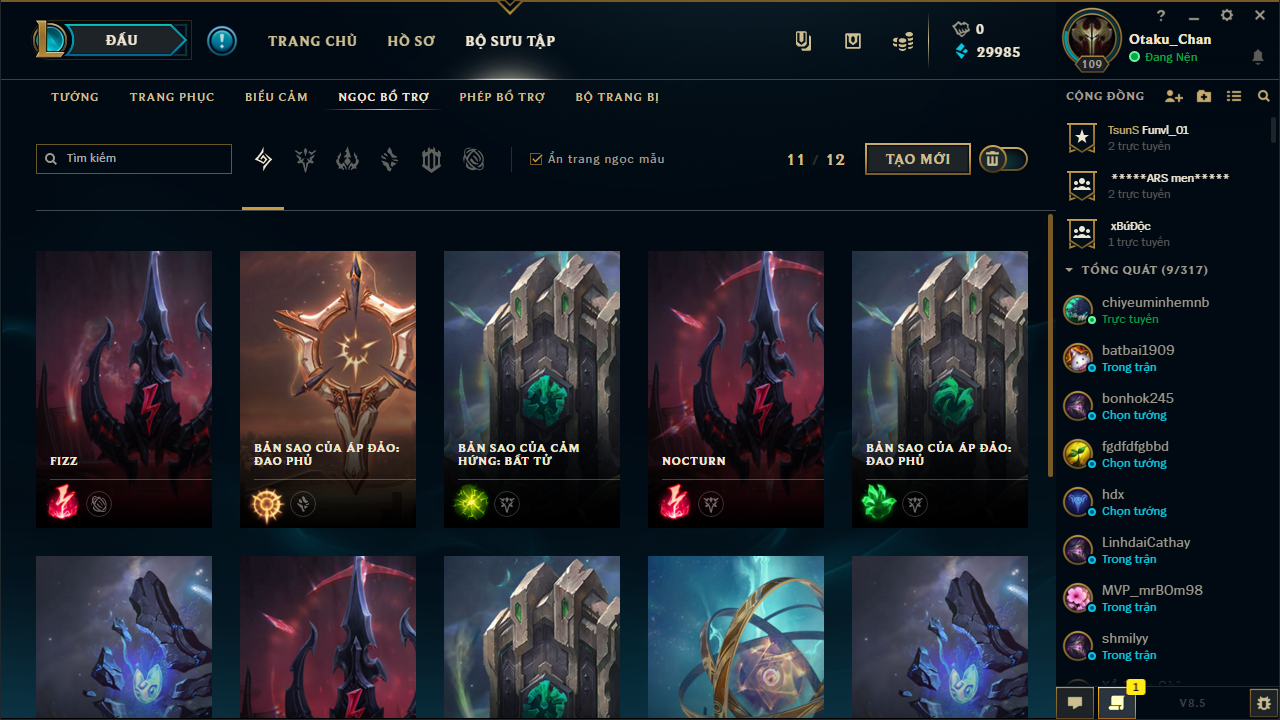 ĐẤU
TRANG CHỦ
HỒ SƠ
BỘ SƯU TẬP
0
29985
109
Otaku_Chan
Đang Nện
TƯỚNG
TRANG PHỤC
BIỂU CẢM
NGỌC BỔ TRỢ
PHÉP BỔ TRỢ
BỘ TRANG BỊ
Tìm kiếm
Ẩn trang ngọc mẫu
11 / 12
TẠO MỚI
FIZZ
BẢN SAO CỦA ÁP ĐẢO:
ĐAO PHỦ
BẢN SAO CỦA CẢM
HỨNG: BẤT TỬ
NOCTURN
BẢN SAO CỦA ÁP ĐẢO:
ĐAO PHỦ
CỘNG ĐỒNG
TsunS Funvl_01
2 trực tuyến
*****ARS men*****
2 trực tuyến
xBúĐộc
1 trực tuyến
TỔNG QUÁT (9/317)
chiyeuminhemnb
Trực tuyến
batbai1909
Trong trận
bonhok245
Chọn tướng
fgdfdfgbbd
Chọn tướng
hdx
Chọn tướng
LinhdaiCathay
Trong trận
MVP_mrBOm98
Trong trận
shmilyy
Trong trận
1
V8.5